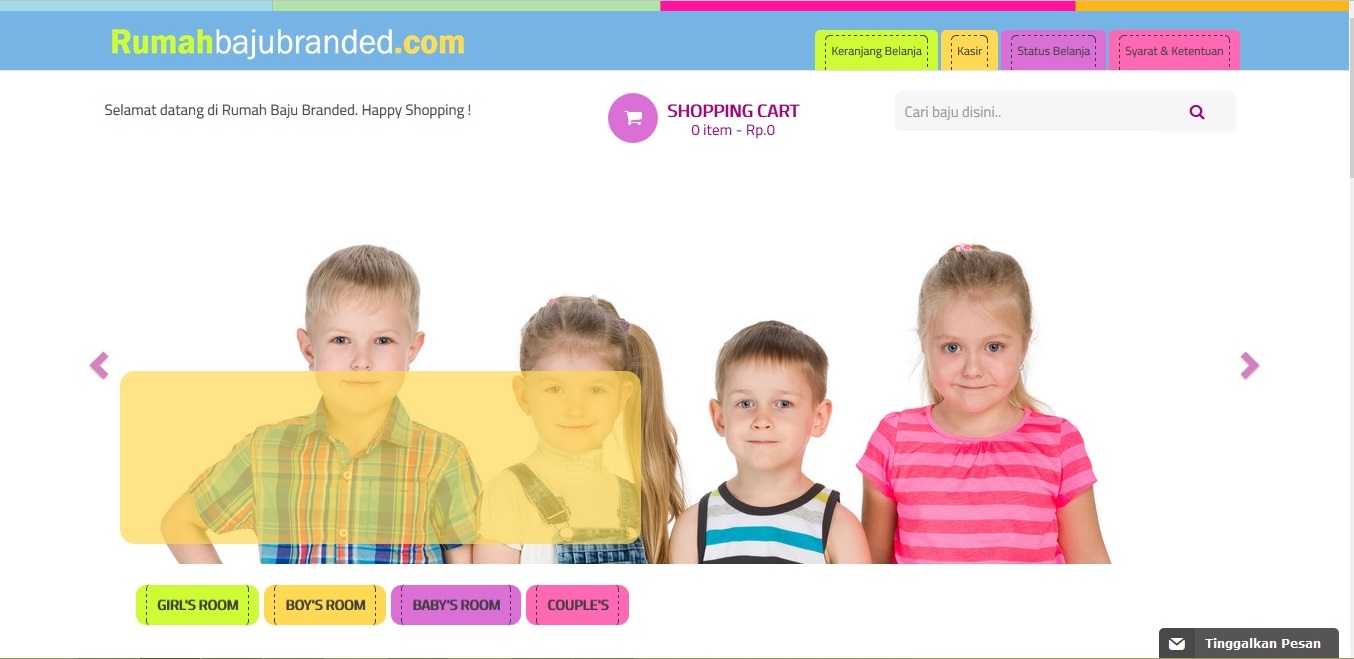 Rumahbajubranded.com
Keranjang Belanja
Kasir
Status Belanja
Syarat & Ketentuan
Selamat datang di Rumah Baju Branded. Happy Shopping !
SHOPPING CART
0 item - Rp.0
Cari baju disini..
GIRL'S ROOM
BOY'S ROOM
BABY'S ROOM
COUPLE'S
Tinggalkan Pesan